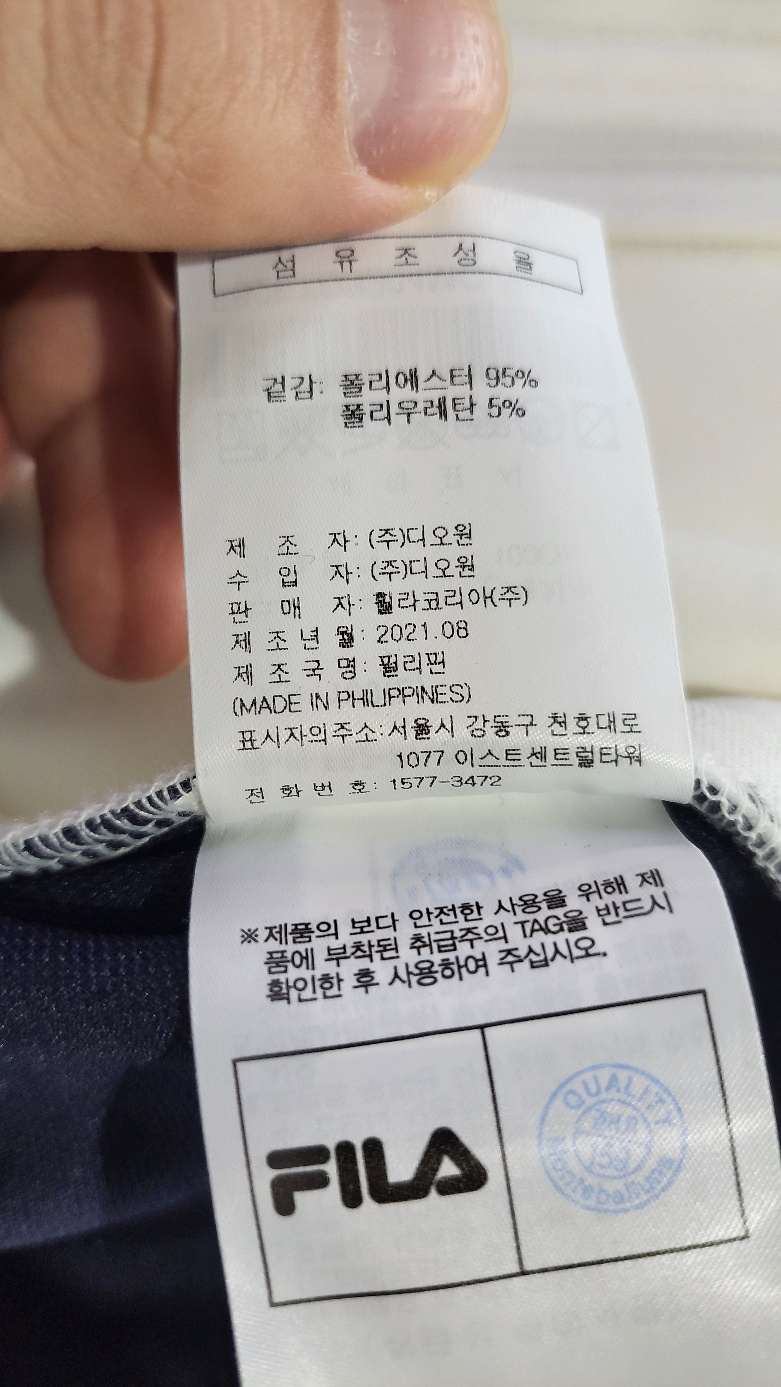 섬 유 조 성 율
겉감: 폴리에스터 95%
폴리우레탄 5%
제 조 자: (주)디오원
수 입 자: (주)디오원
판 매 자: 휠라코리아(주)
제 조 년 월: 2021.08
제 조 국 명: 필리핀
(MADE IN PHILIPPINES)
표시자의주소:서울시 강동구 천호대로
1077 이스트센트럴타워
전 화 번 호: 1577-3472
※제품의 보다 안전한 사용을 위해 제
품에 부착된 취급주의 TAG을 반드시
확인한 후 사용하여 주십시오.
FILA
QUALITY